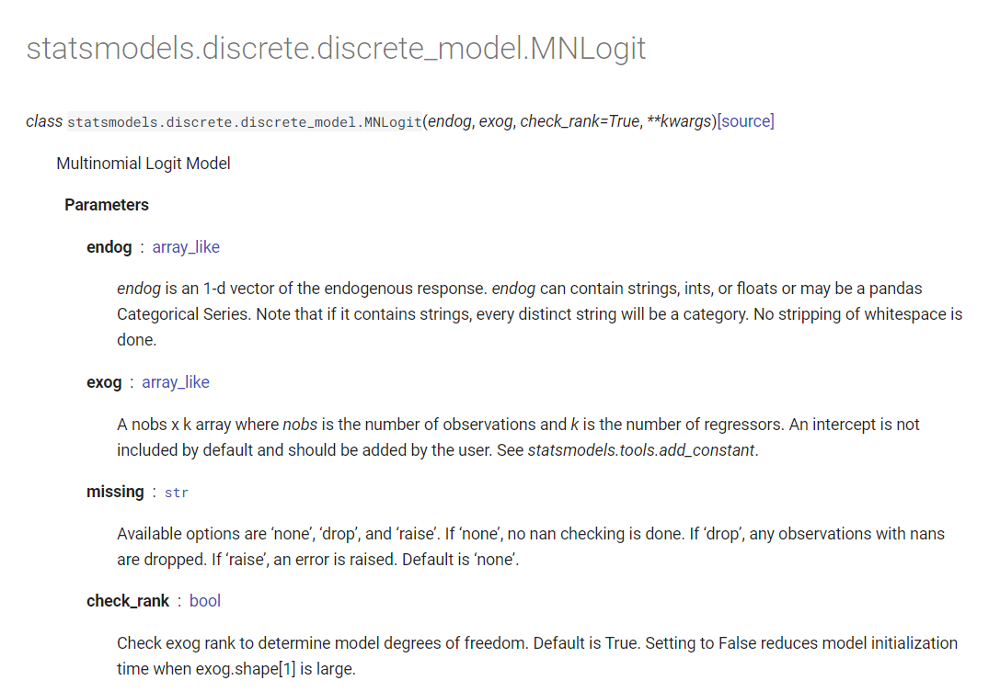 statsmodels.discrete.discrete_model.MNLogit
class statsmodels.discrete.discrete_model.MNLogit(endog, exog, check_rank=True, **kwargs)[source]
Multinomial Logit Model
Parameters
endog : array_like
endog is an 1-d vector of the endogenous response. endog can contain strings, ints, or floats or may be a pandas
Categorical Series. Note that if it contains strings, every distinct string will be a category. No stripping of whitespace is
done.
exog : array_like
A nobs x k array where nobs is the number of observations and k is the number of regressors. An intercept is not
included by default and should be added by the user. See statsmodels.tools.add_constant.
missing : str
Available options are ‘none’, ‘drop’, and ‘raise’. If ‘none’, no nan checking is done. If ‘drop’, any observations with nans
are dropped. If ‘raise’, an error is raised. Default is ‘none’.
check_rank : bool
Check exog rank to determine model degrees of freedom. Default is True. Setting to False reduces model initialization
time when exog.shape[1] is large.